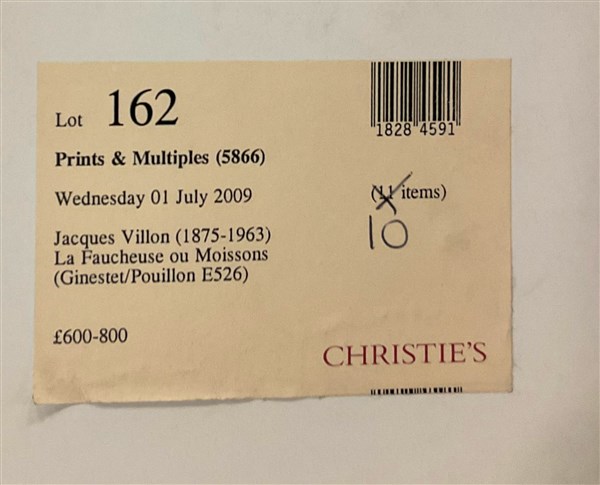 Lot 162
1828 4591
Prints & Multiples (5866)
Wednesday 01 July 2009
(11 items)
10
Jacques Villon (1875-1963)
La Faucheuse ou Moissons
(Ginestet/Pouillon E526)
£600-800
CHRISTIE'S